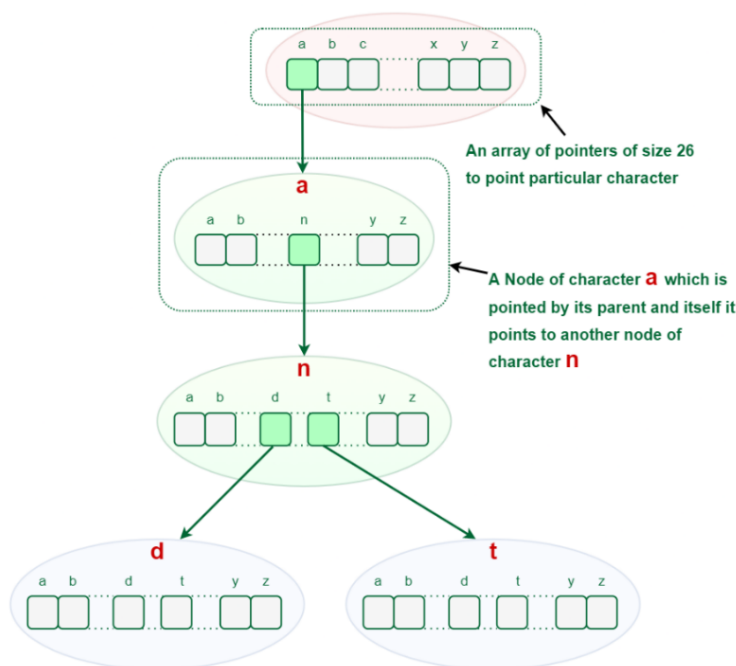 a b c x y z
An array of pointers of size 26
to point particular character
a
a b n y z
A Node of character a which is
pointed by its parent and itself it
points to another node of
character n
n
a b d t y z
d
t
a b d t y z
a b d t y z